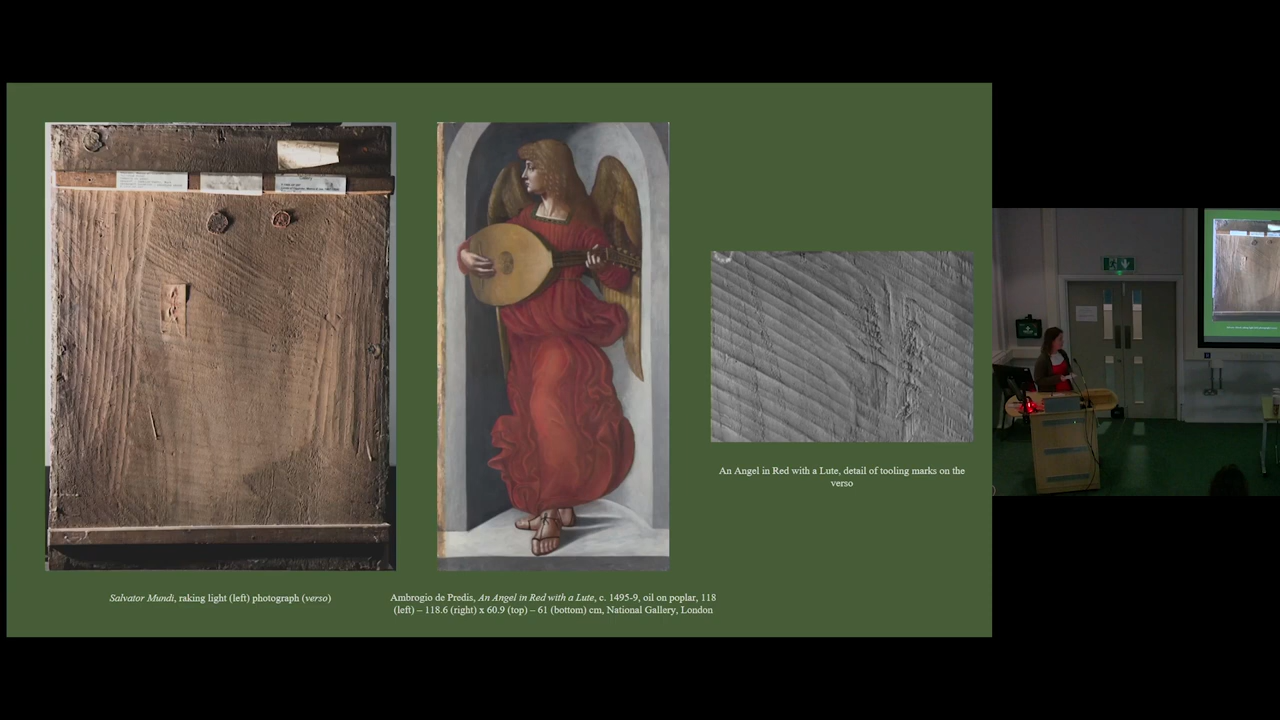 Salvator Mundi, raking light (left) photograph (verso)
Ambrogio de Predis, An Angel in Red with a Lute, c. 1495-9, oil on poplar, 118
(left) – 118.6 (right) x 60.9 (top) – 61 (bottom) cm, National Gallery, London
An Angel in Red with a Lute, detail of tooling marks on the
verso